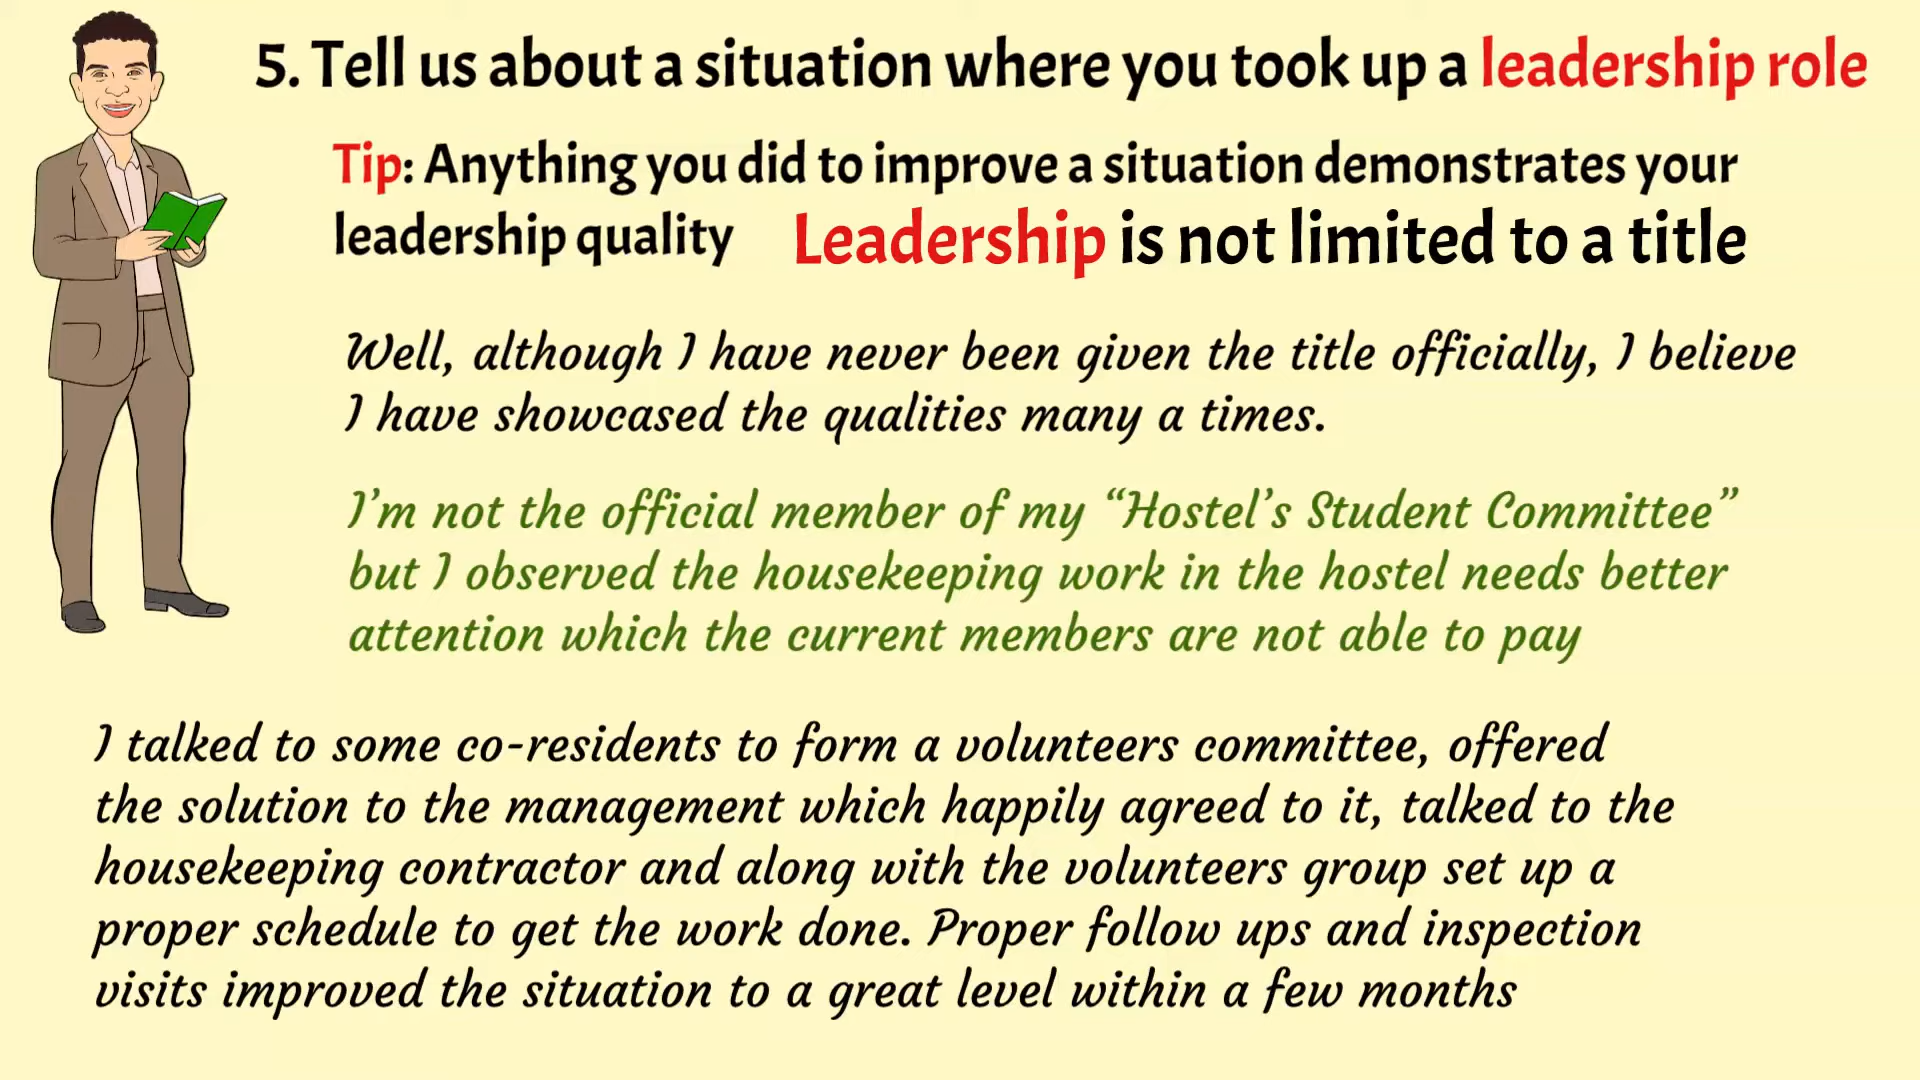 5. Tell us about a situation where you took up a leadership role
Tip: Anything you did to improve a situation demonstrates your
leadership quality Leadership is not limited to a title
Well, although I have never been given the title officially, I believe
I have showcased the qualities many a times.
I'm not the official member of my “Hostel's Student Committee”
but I observed the housekeeping work in the hostel needs better
attention which the current members are not able to pay
I talked to some co-residents to form a volunteers committee, offered
the solution to the management which happily agreed to it, talked to the
housekeeping contractor and along with the volunteers group set up a
proper schedule to get the work done. Proper follow ups and inspection
visits improved the situation to a great level within a few months